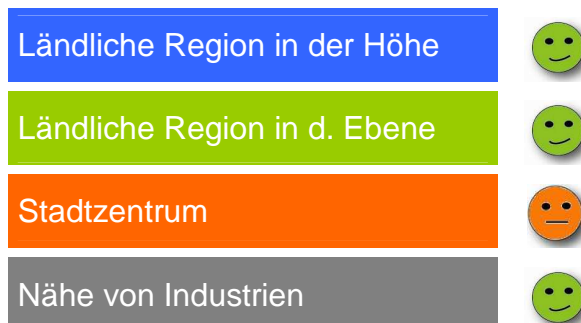 Ländliche Region in der Höhe
Ländliche Region in d. Ebene
Stadtzentrum
Nähe von Industrien